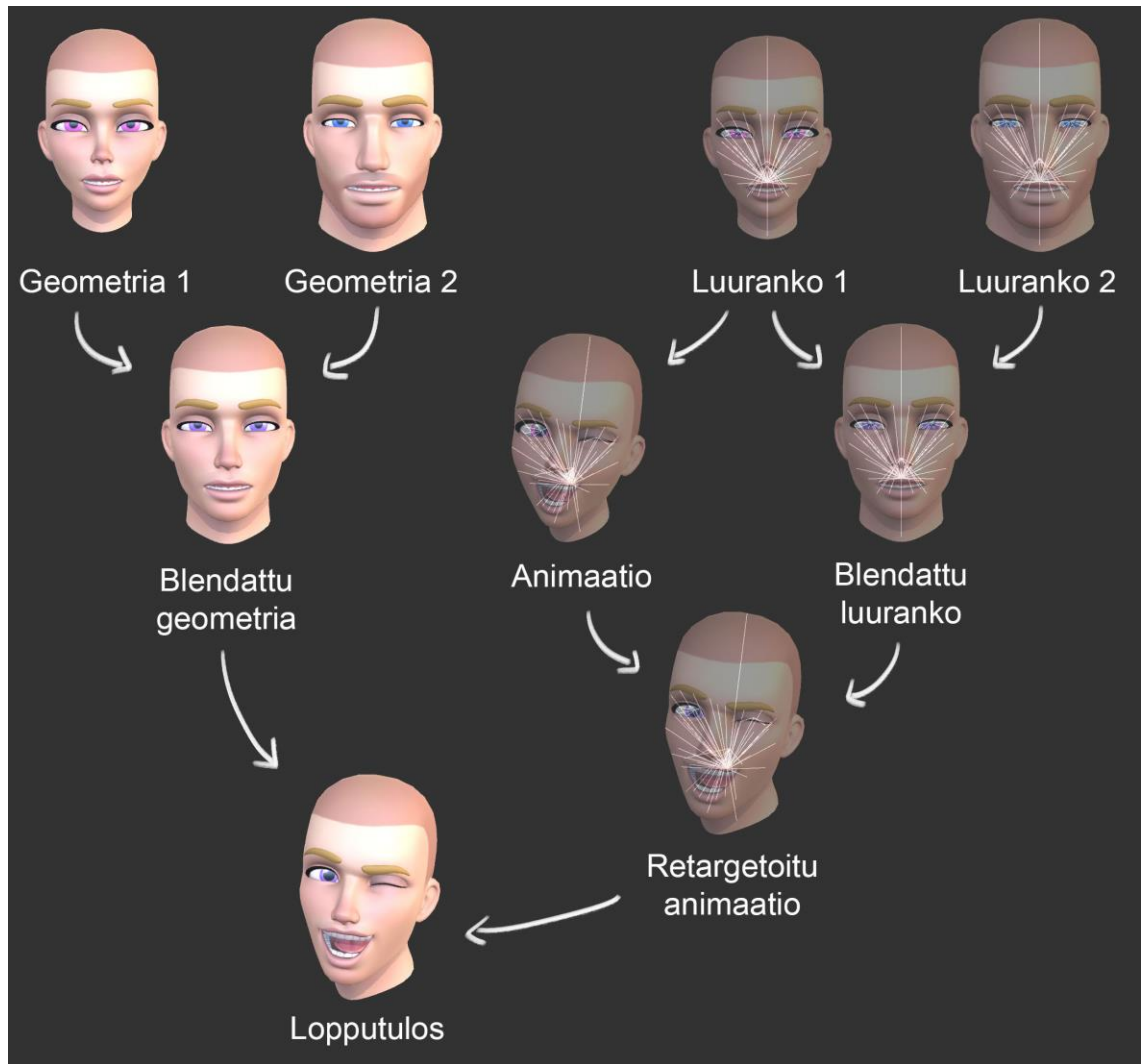 Geometria 1
Geometria 2
Luuranko 1
Luuranko 2
Blendattu
geometria
Animaatio
Blendattu
luuranko
Retargetoitu
animaatio
Lopputulos